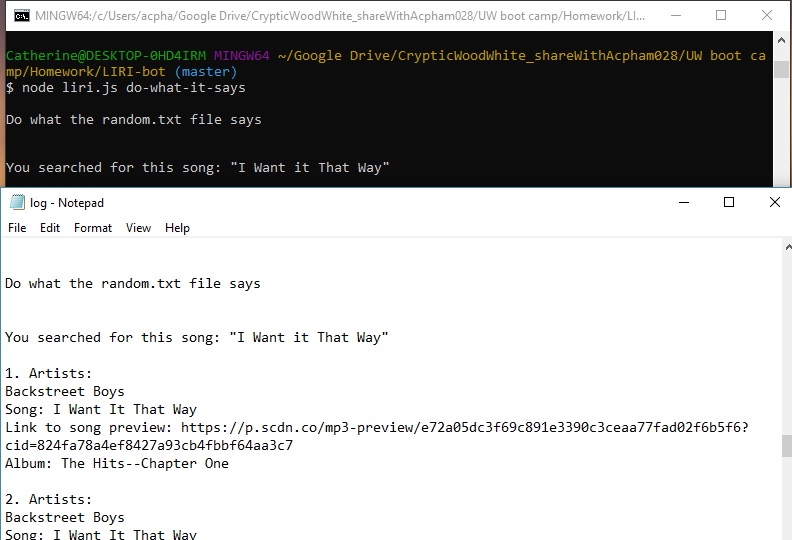 MINGW64:/c/Users/acpha/Google Drive/CrypticWoodWhite_shareWithAcpham028/UW boot camp/Homework/LI...
Catherine@DESKTOP-0HD4IRM MINGW64 ~/Google Drive/CrypticWoodWhite_shareWithAcpham028/UW boot ca
mp/Homework/LIRI-bot (master)
$ node liri.js do-what-it-says
Do what the random.txt file says
You searched for this song: "I Want it That Way"
log - Notepad
File Edit Format View Help
Do what the random.txt file says
You searched for this song: "I Want it That Way"
1. Artists:
Backstreet Boys
Song: I Want It That Way
Link to song preview: https://p.scdn.co/mp3-preview/e72a05dc3f69c891e3390c3ceaa77fad02f6b5f6?
cid=824fa78a4ef8427a93cb4fbbf64aa3c7
Album: The Hits--Chapter One
2. Artists:
Backstreet Boys
Song: I Want It That Way